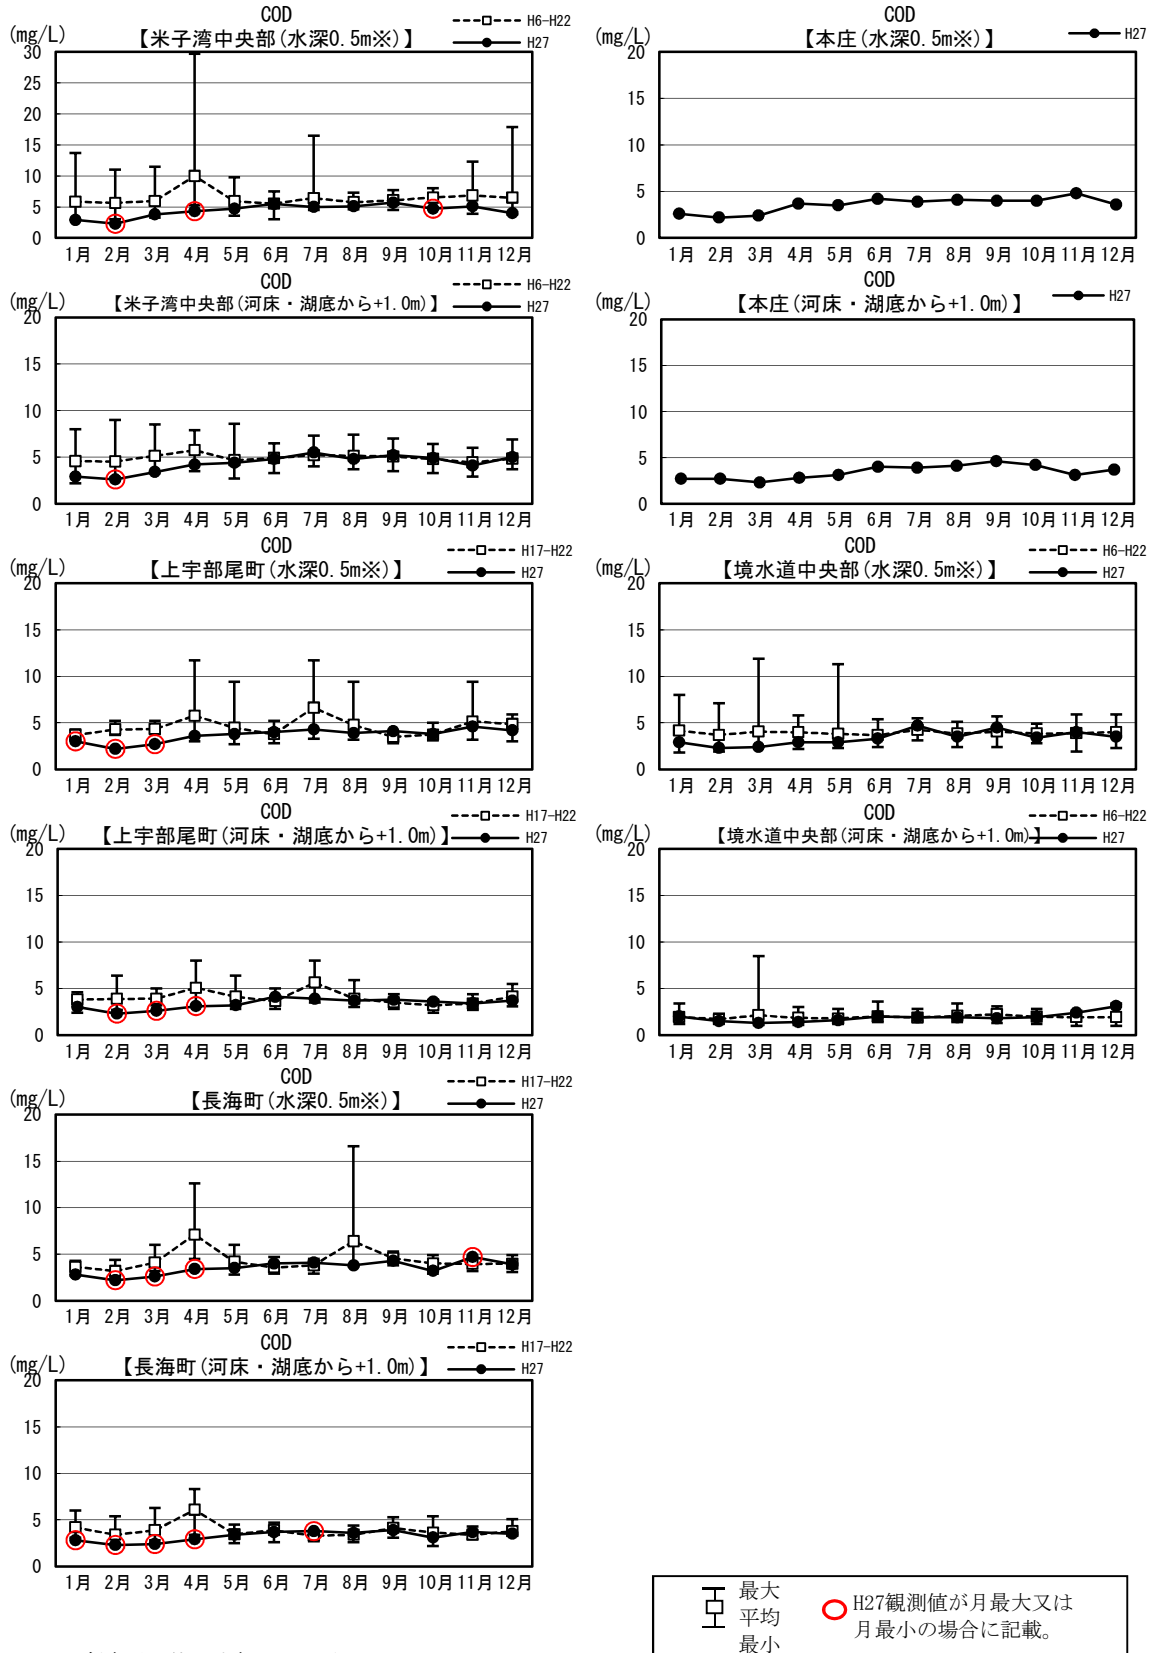 COD
【米子湾中央部(水深0.5m※)】
(mg/L)
H6-H22
H27
30
25
20
15
10
5
0
1月 2月 3月 4月 5月 6月 7月 8月 9月 10月 11月 12月
COD
【本庄(水深0.5m※)】
(mg/L)
H27
20
15
10
5
0
1月 2月 3月 4月 5月 6月 7月 8月 9月 10月 11月 12月
COD
【米子湾中央部(河床・湖底から+1.0m)】
(mg/L)
H6-H22
H27
20
15
10
5
0
1月 2月 3月 4月 5月 6月 7月 8月 9月 10月 11月 12月
COD
【本庄(河床・湖底から+1.0m)】
(mg/L)
H27
20
15
10
5
0
1月 2月 3月 4月 5月 6月 7月 8月 9月 10月 11月 12月
COD
【上宇部尾町(水深0.5m※)】
(mg/L)
H17-H22
H27
20
15
10
5
0
1月 2月 3月 4月 5月 6月 7月 8月 9月 10月 11月 12月
COD
【境水道中央部(水深0.5m※)】
(mg/L)
H6-H22
H27
20
15
10
5
0
1月 2月 3月 4月 5月 6月 7月 8月 9月 10月 11月 12月
COD
【上宇部尾町(河床・湖底から+1.0m)】
(mg/L)
H17-H22
H27
20
15
10
5
0
1月 2月 3月 4月 5月 6月 7月 8月 9月 10月 11月 12月
COD
【境水道中央部(河床・湖底から+1.0m)】
(mg/L)
H6-H22
H27
20
15
10
5
0
1月 2月 3月 4月 5月 6月 7月 8月 9月 10月 11月 12月
COD
【長海町(水深0.5m※)】
(mg/L)
H17-H22
H27
20
15
10
5
0
1月 2月 3月 4月 5月 6月 7月 8月 9月 10月 11月 12月
COD
【長海町(河床・湖底から+1.0m)】
(mg/L)
H17-H22
H27
20
15
10
5
0
1月 2月 3月 4月 5月 6月 7月 8月 9月 10月 11月 12月
最大
平均
最小
H27観測値が月最大又は
月最小の場合に記載。